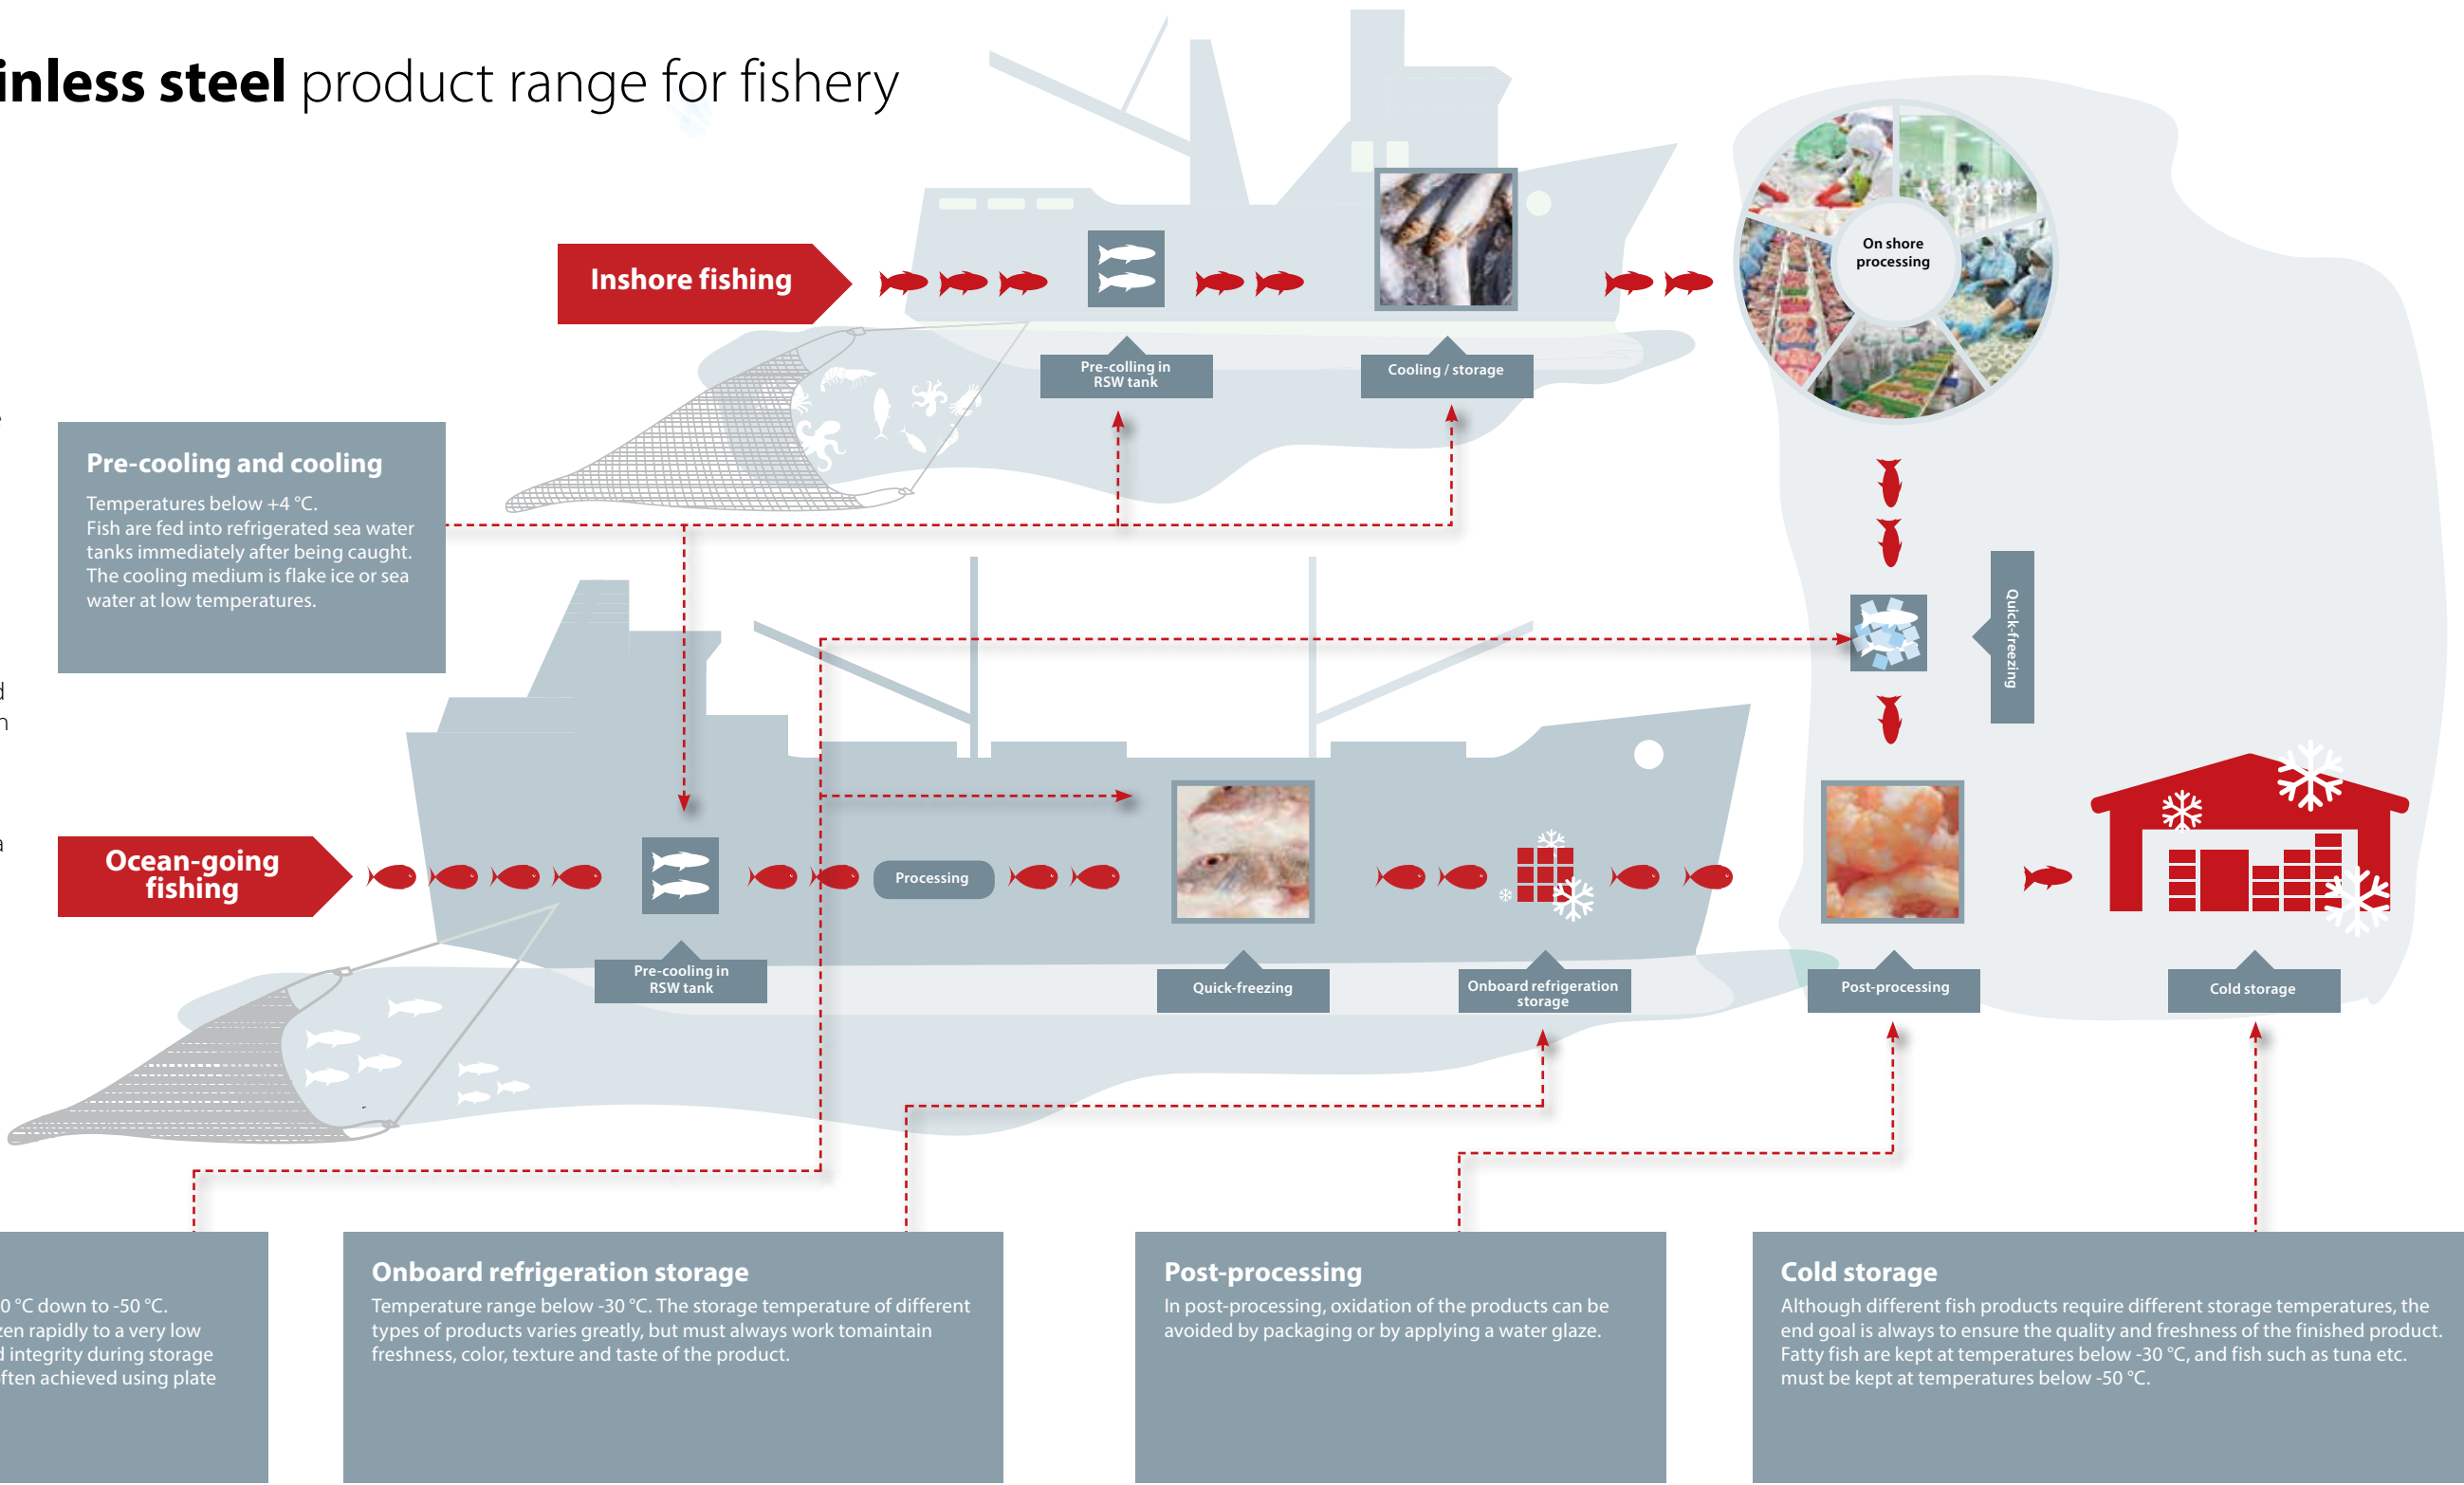 inless steel product range for fishery
On shore
processing
Inshore fishing
Pre-colling in
RSW tank
Cooling / storage
Pre-cooling and cooling
Temperatures below +4 °C.
Fish are fed into refrigerated sea water
tanks immediately after being caught.
The cooling medium is flake ice or sea
water at low temperatures.
Quick-freezing
d
n
a
Ocean-going
fishing
Processing
Pre-cooling in
RSW tank
Quick-freezing
Onboard refrigeration
storage
Post-processing
Cold storage
0 °C down to -50 °C.
zen rapidly to a very low
d integrity during storage
often achieved using plate
Onboard refrigeration storage
Temperature range below -30 °C. The storage temperature of different
types of products varies greatly, but must always work tomaintain
freshness, color, texture and taste of the product.
Post-processing
In post-processing, oxidation of the products can be
avoided by packaging or by applying a water glaze.
Cold storage
Although different fish products require different storage temperatures, the
end goal is always to ensure the quality and freshness of the finished product.
Fatty fish are kept at temperatures below -30 °C, and fish such as tuna etc.
must be kept at temperatures below -50 °C.